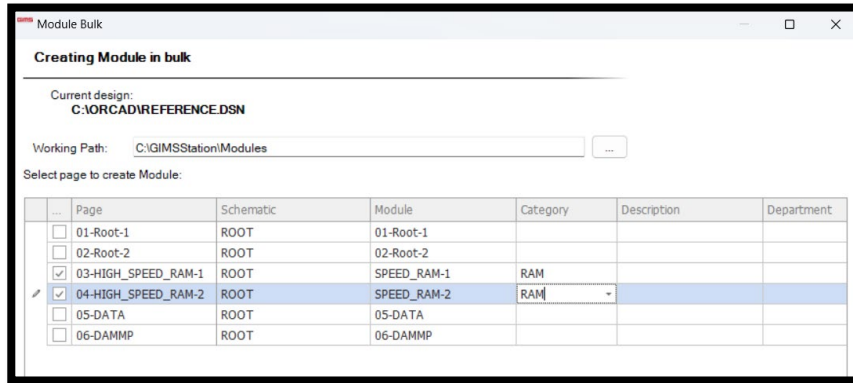 GIMS Module Bulk
Creating Module in bulk
Current design:
C:\ORCAD\REFERENCE.DSN
Working Path: C:\GIMSStation\Modules ...
Select page to create Module:
... Page Schematic Module Category Description Department
01-Root-1 ROOT 01-Root-1
02-Root-2 ROOT 02-Root-2
03-HIGH_SPEED_RAM-1 ROOT SPEED_RAM-1 RAM
04-HIGH_SPEED_RAM-2 ROOT SPEED_RAM-2 RAM
05-DATA ROOT 05-DATA
06-DAMMP ROOT 06-DAMMP